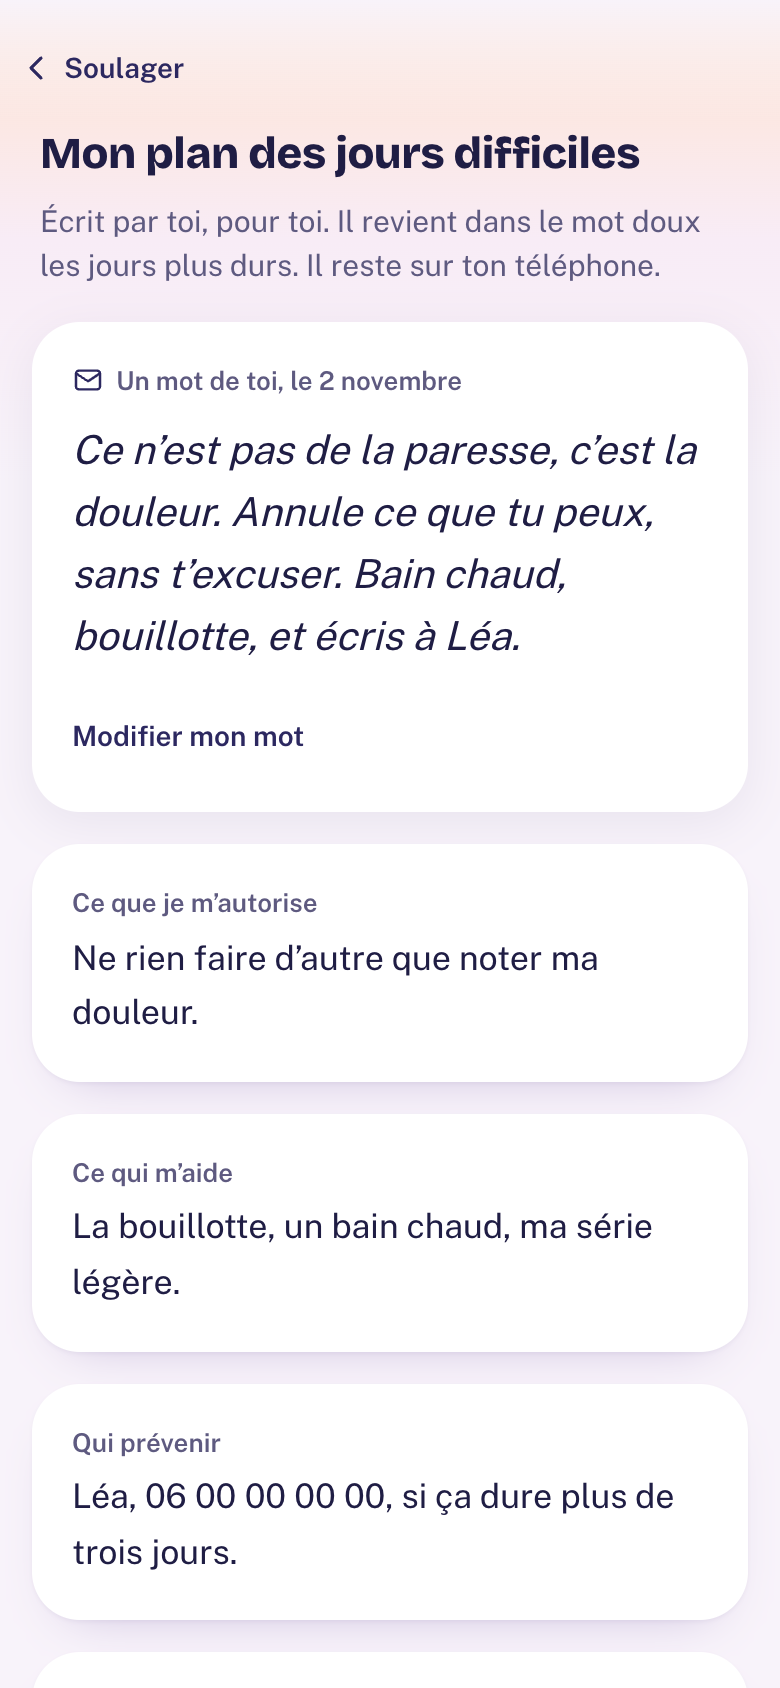 Soulager
Mon plan des jours difficiles
Écrit par toi, pour toi. Il revient dans le mot doux
les jours plus durs. Il reste sur ton téléphone.
Un mot de toi, le 2 novembre
Ce n’est pas de la paresse, c’est la
douleur. Annule ce que tu peux,
sans t’excuser. Bain chaud,
bouillotte, et écris à Léa.
Modifier mon mot
Ce que je m’autorise
Ne rien faire d’autre que noter ma
douleur.
Ce qui m’aide
La bouillotte, un bain chaud, ma série
légère.
Qui prévenir
Léa, 06 00 00 00 00, si ça dure plus de
trois jours.